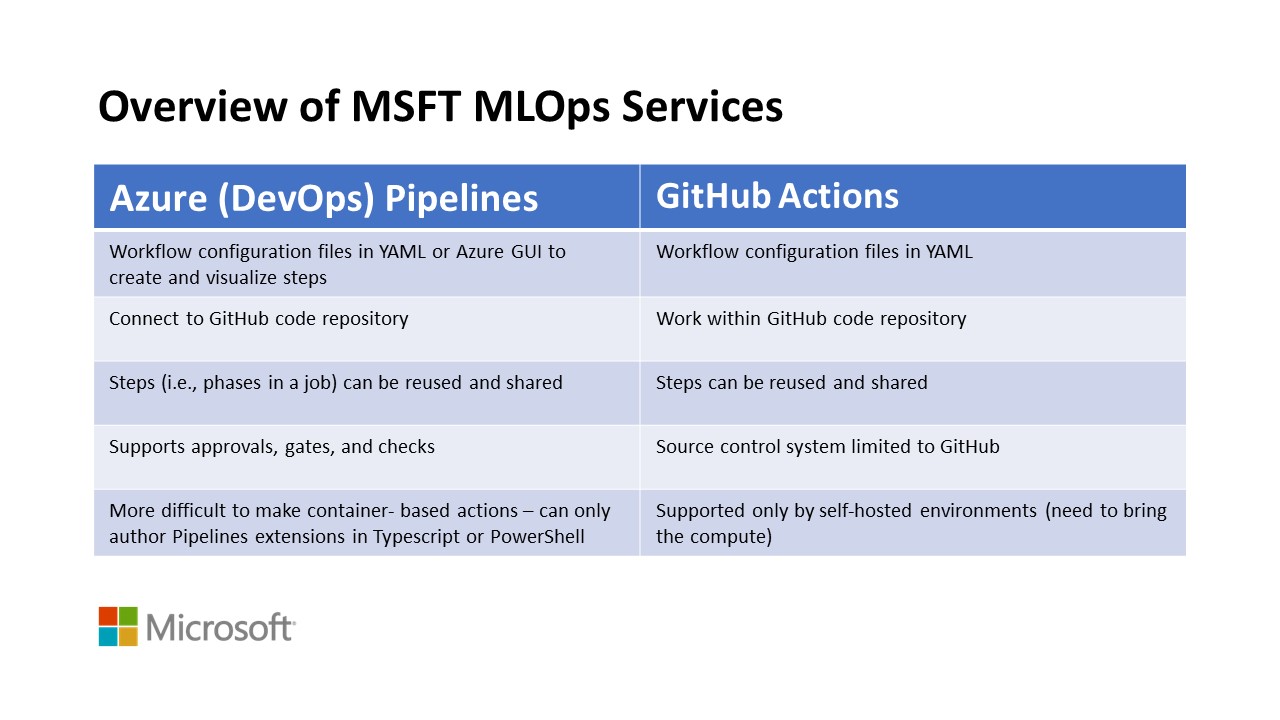 Overview of MSFT MLOps Services
Azure (DevOps) Pipelines
GitHub Actions
Workflow configuration files in YAML or Azure GUI to
create and visualize steps
Workflow configuration files in YAML
Connect to GitHub code repository
Work within GitHub code repository
Steps (i.e., phases in a job) can be reused and shared
Steps can be reused and shared
Supports approvals, gates, and checks
Source control system limited to GitHub
More difficult to make container- based actions – can only
author Pipelines extensions in Typescript or PowerShell
Supported only by self-hosted environments (need to bring
the compute)
Microsoft